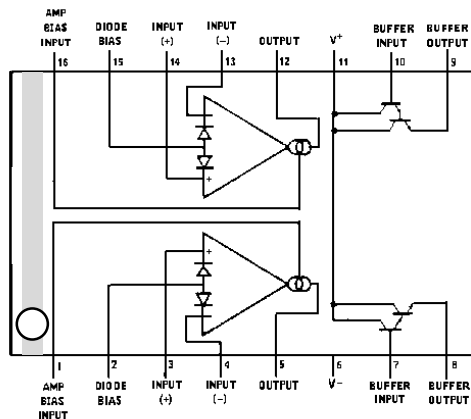 AMP BIAS INPUT
DIODE BIAS
INPUT (+)
INPUT (−)
OUTPUT
V+
BUFFER INPUT
BUFFER OUTPUT
16 15 14 13 12 11 10 9
−
+
+
−
1 2 3 4 5 6 7 8
AMP BIAS INPUT
DIODE BIAS
INPUT (+)
INPUT (−)
OUTPUT
V−
BUFFER INPUT
BUFFER OUTPUT